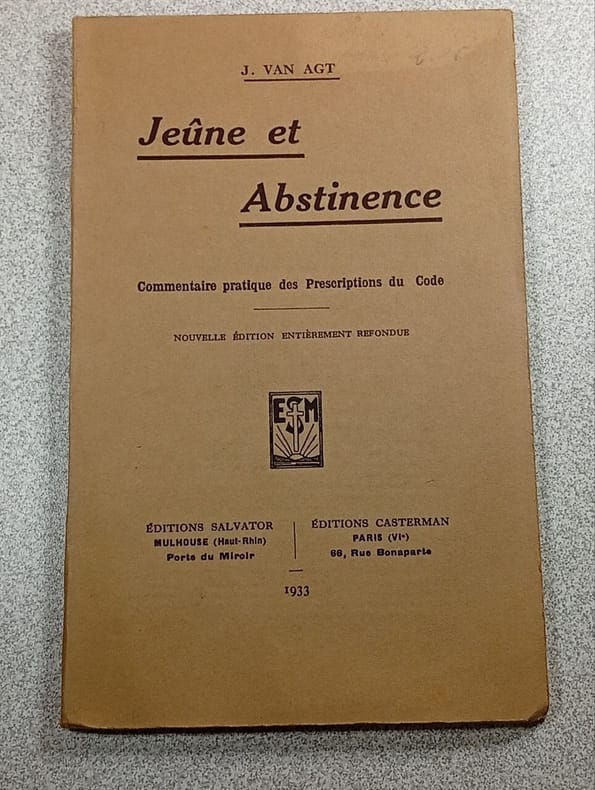 J. VAN AGT
Jeûne et
Abstinence
Commentaire pratique des Prescriptions du Code
NOUVELLE ÉDITION ENTIÈREMENT REFONDUE
ESM
ÉDITIONS SALVATOR
MULHOUSE (Haut-Rhin)
Porte du Miroir
ÉDITIONS CASTERMAN
PARIS (VIᵉ)
66, Rue Bonaparte
1933